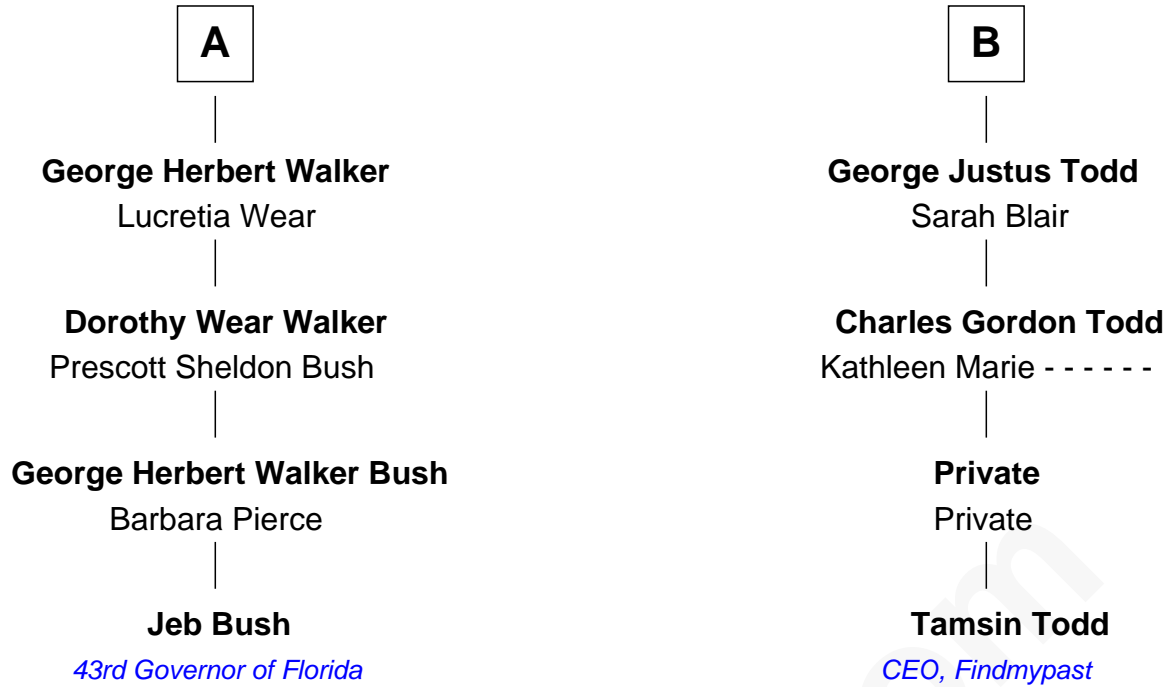 A
George Herbert Walker
Lucretia Wear
Dorothy Wear Walker
Prescott Sheldon Bush
George Herbert Walker Bush
Barbara Pierce
Jeb Bush
43rd Governor of Florida
B
George Justus Todd
Sarah Blair
Charles Gordon Todd
Kathleen Marie - - - - - -
Private
Private
Tamsin Todd
CEO, Findmypast